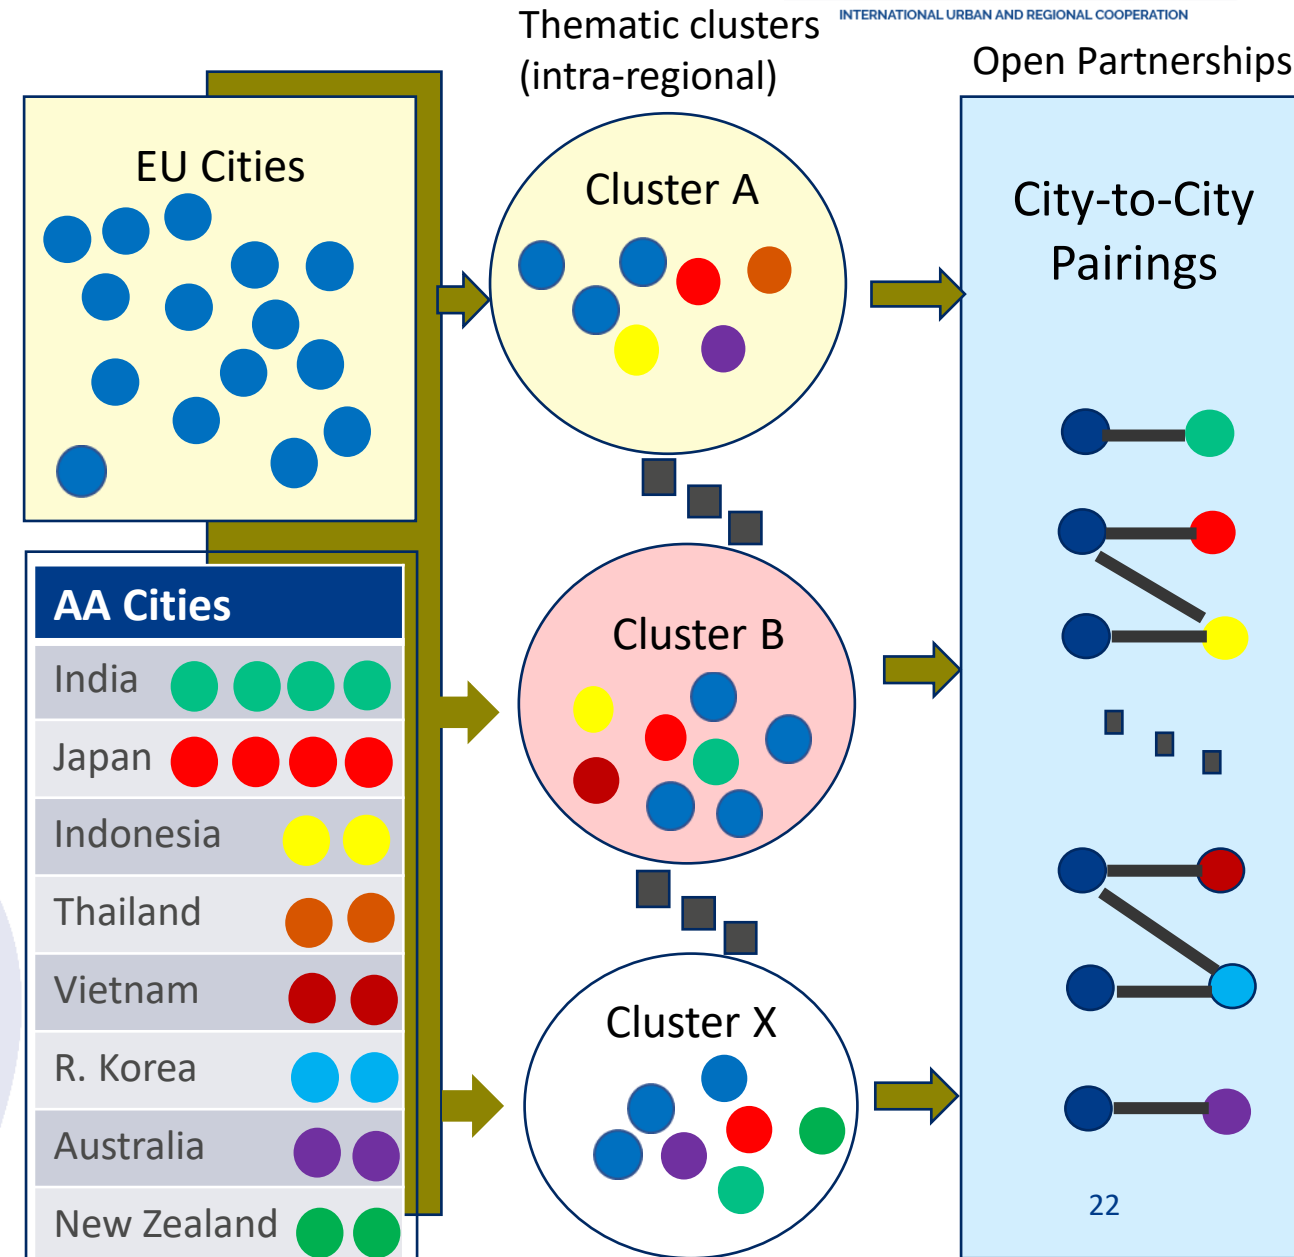 INTERNATIONAL URBAN AND REGIONAL COOPERATION
Thematic clusters
(intra-regional)
Open Partnerships
EU Cities
Cluster A
City-to-City
Pairings
AA Cities
India
Japan
Indonesia
Thailand
Vietnam
R. Korea
Australia
New Zealand
Cluster B
Cluster X
22